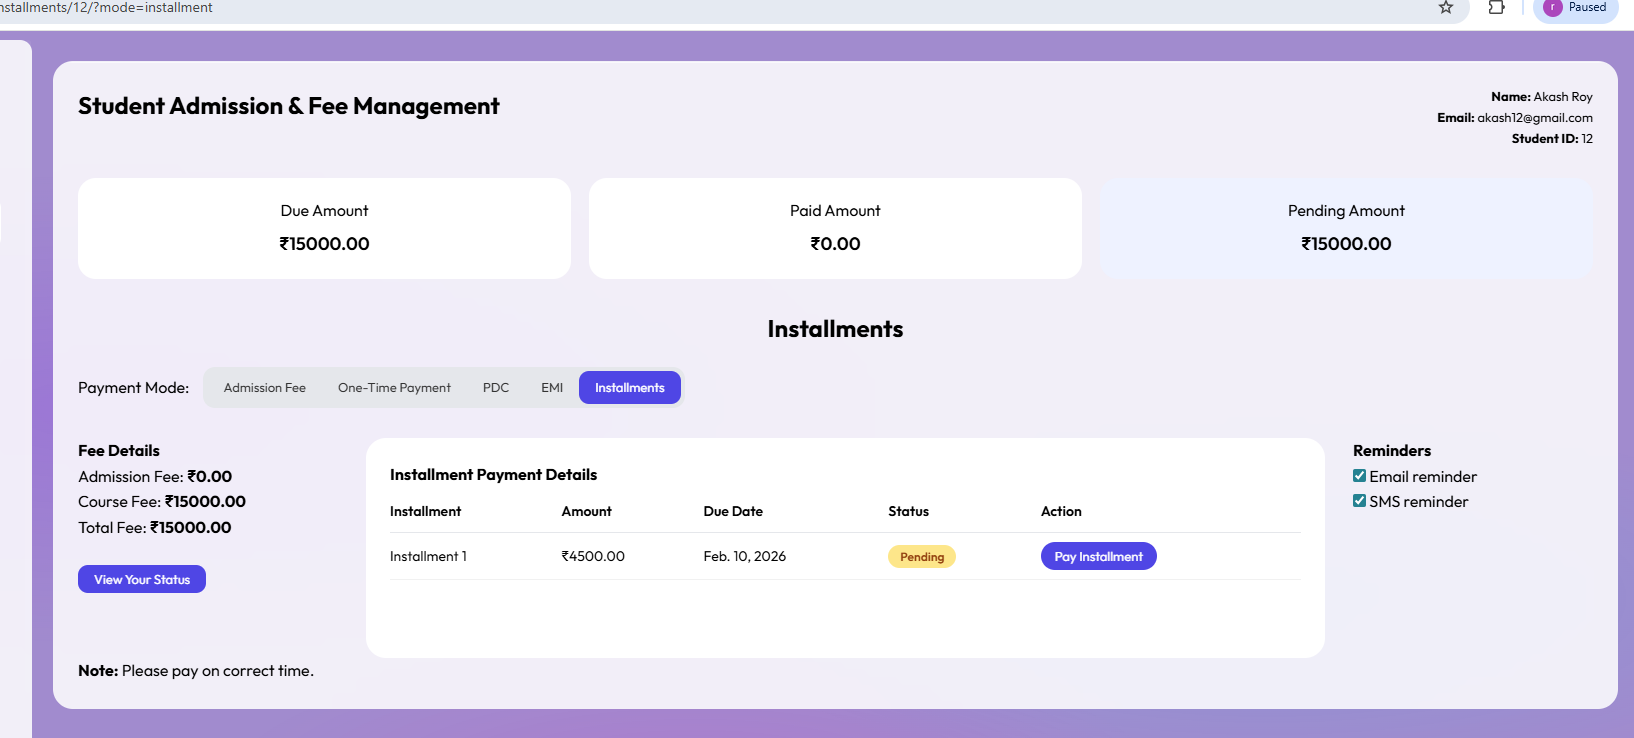 nstallments/12/?mode=installment
r Paused
Student Admission & Fee Management
Name: Akash Roy
Email: akash12@gmail.com
Student ID: 12
Due Amount
₹15000.00
Paid Amount
₹0.00
Pending Amount
₹15000.00
Installments
Payment Mode: Admission Fee One-Time Payment PDC EMI Installments
Fee Details
Admission Fee: ₹0.00
Course Fee: ₹15000.00
Total Fee: ₹15000.00
View Your Status
Installment Payment Details
Installment Amount Due Date Status Action
Installment 1 ₹4500.00 Feb. 10, 2026 Pending Pay Installment
Reminders
Email reminder
SMS reminder
Note: Please pay on correct time.